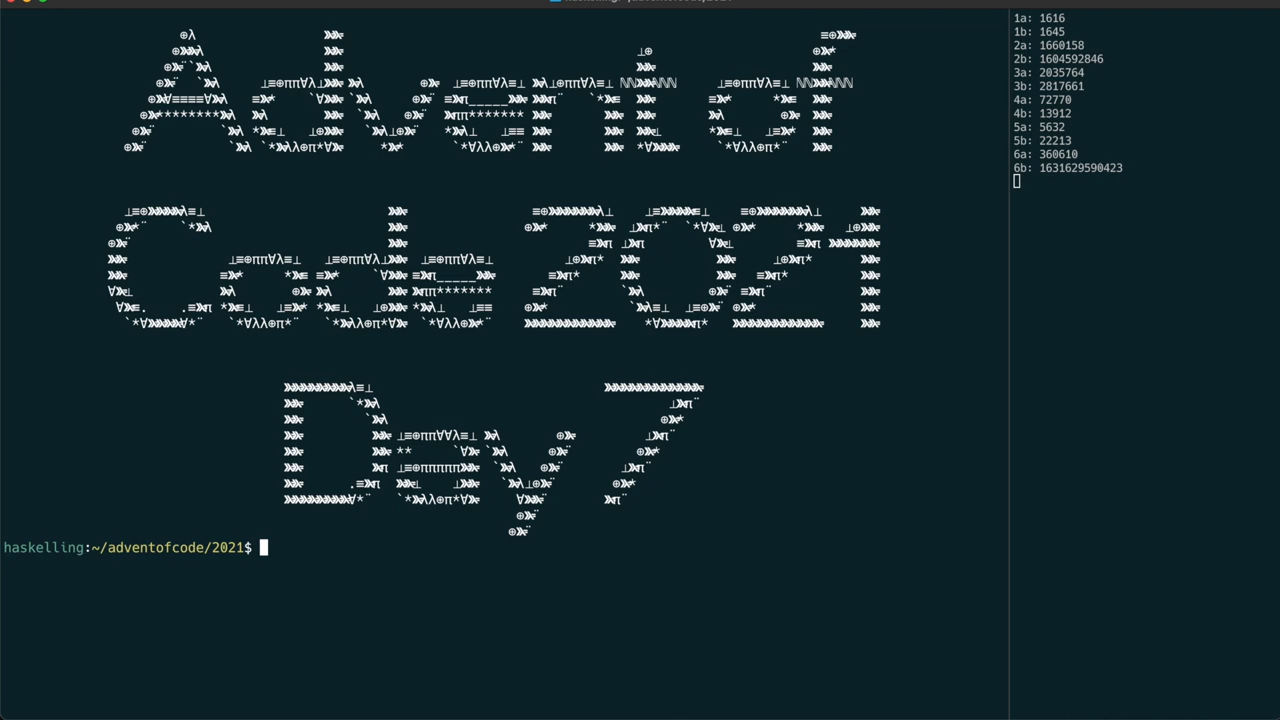 Advent of
Code 2021
Day 7
haskelling:~/adventofcode/2021$
1a: 1616
1b: 1645
2a: 1660158
2b: 1604592846
3a: 2035764
3b: 2817661
4a: 72770
4b: 13912
5a: 5632
5b: 22213
6a: 360610
6b: 1631629590423